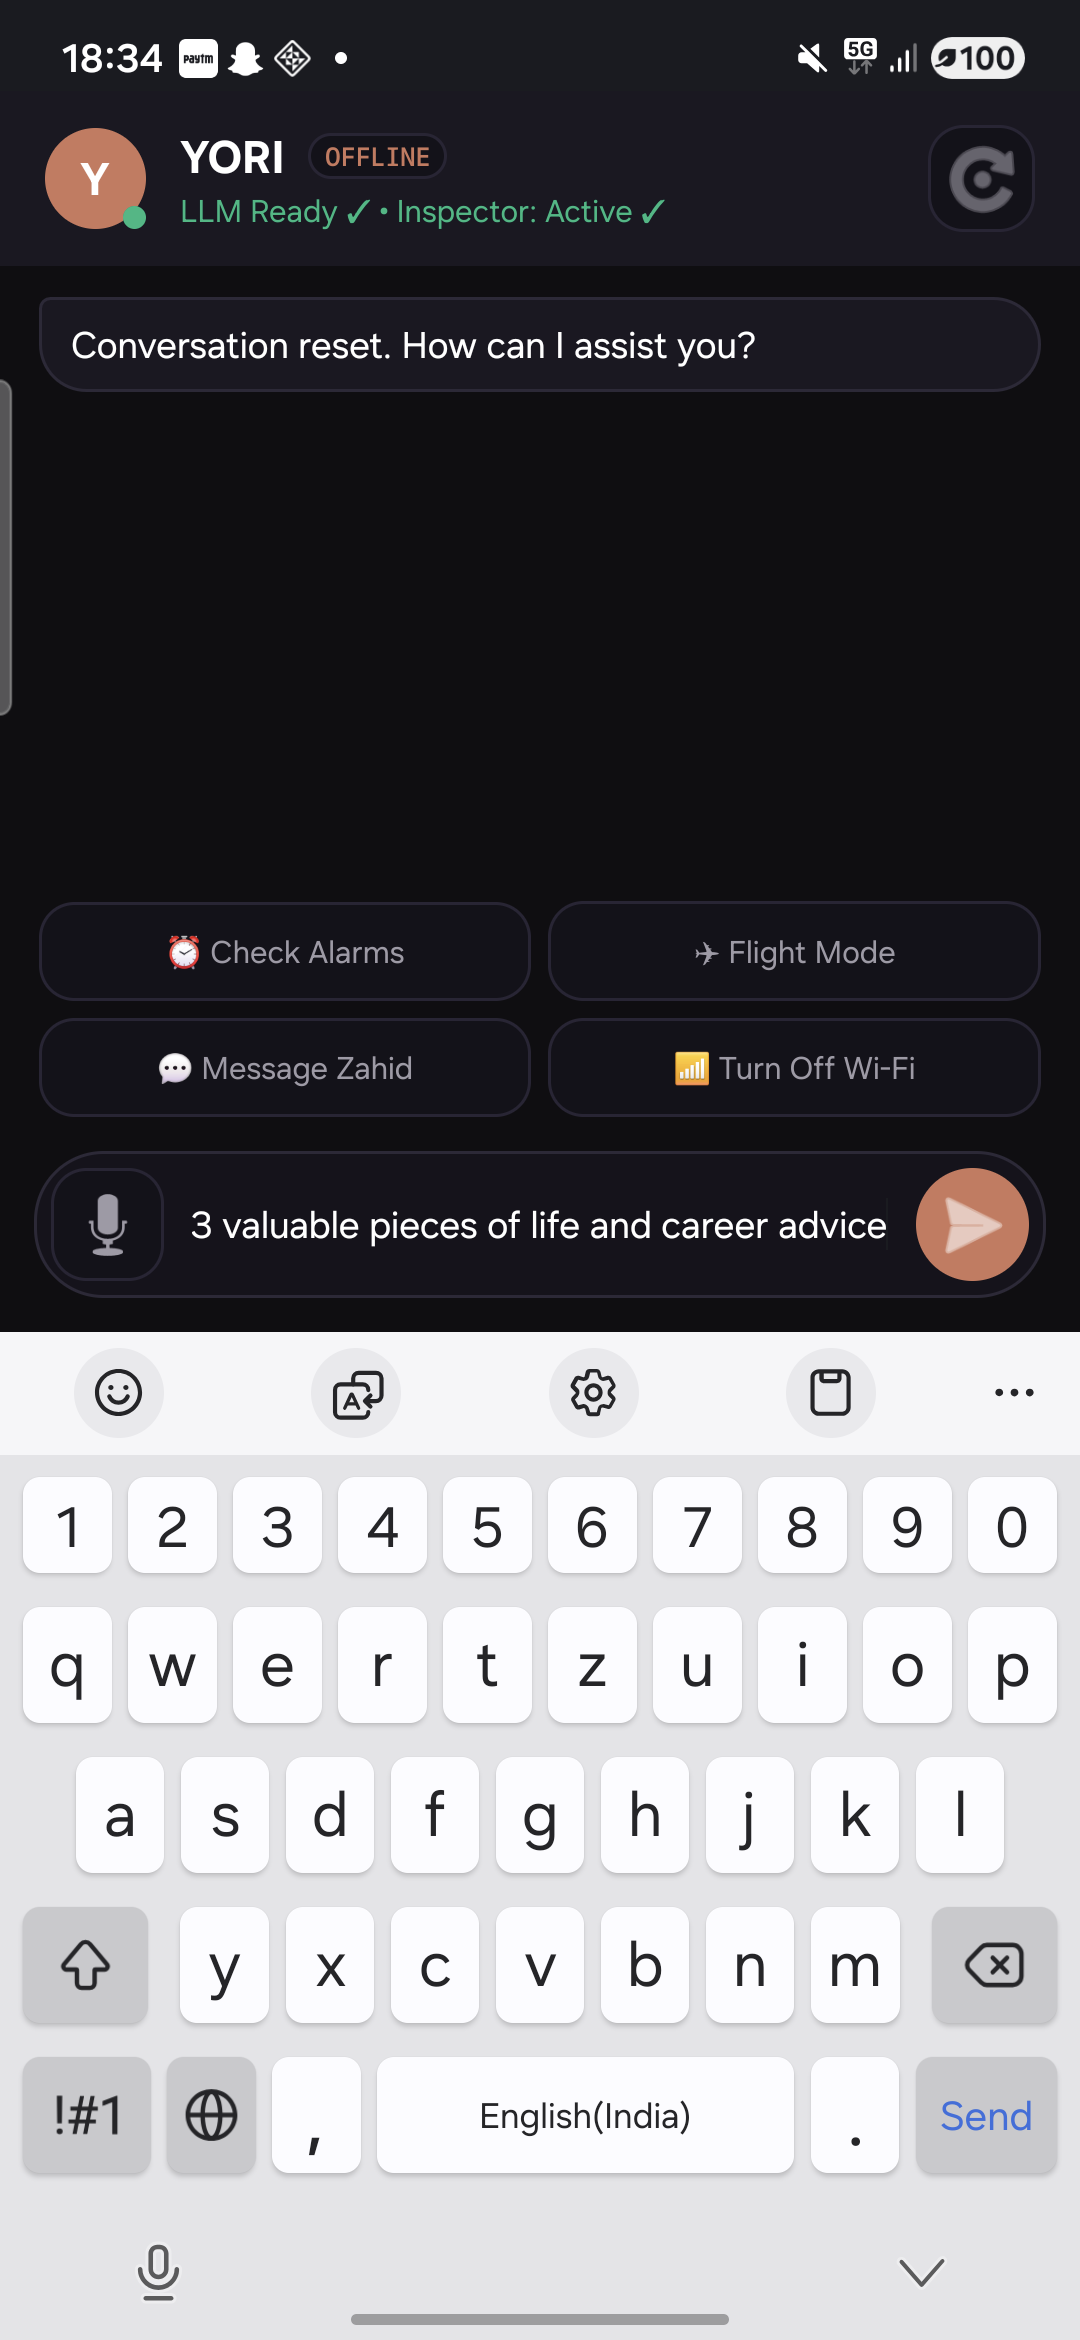 18:34 paytm 5G 100
Y
YORI OFFLINE
LLM Ready ✓ • Inspector: Active ✓
Conversation reset. How can I assist you?
⏰ Check Alarms
✈ Flight Mode
💬 Message Zahid
📶 Turn Off Wi-Fi
3 valuable pieces of life and career advice
1 2 3 4 5 6 7 8 9 0
q w e r t z u i o p
a s d f g h j k l
y x c v b n m
!#1 , English(India) . Send